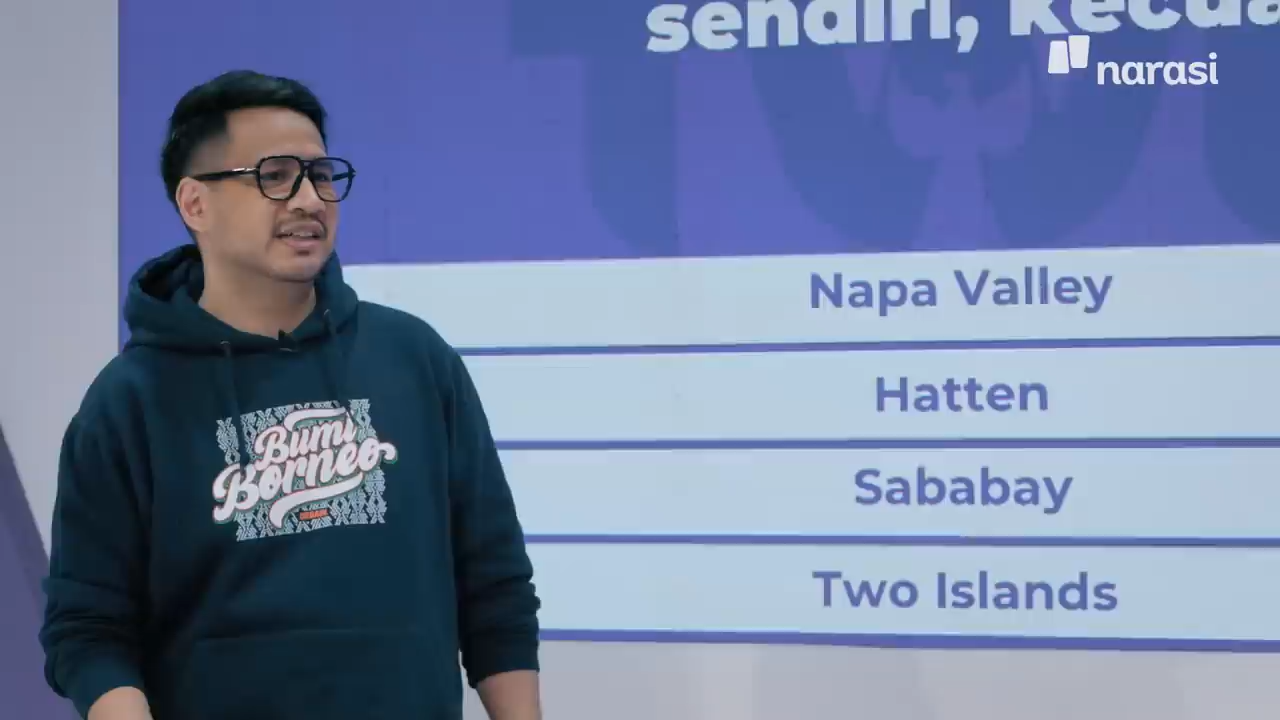 sendiri, kecua
narasi
Napa Valley
Hatten
Sababay
Two Islands
Bumi
Borneo